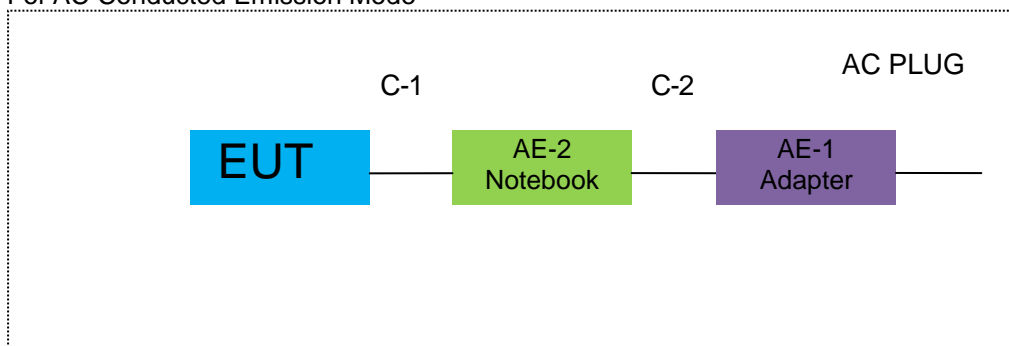 For AC Conducted Emission Mode
AC PLUG
C-1
C-2
EUT
AE-2
Notebook
AE-1
Adapter